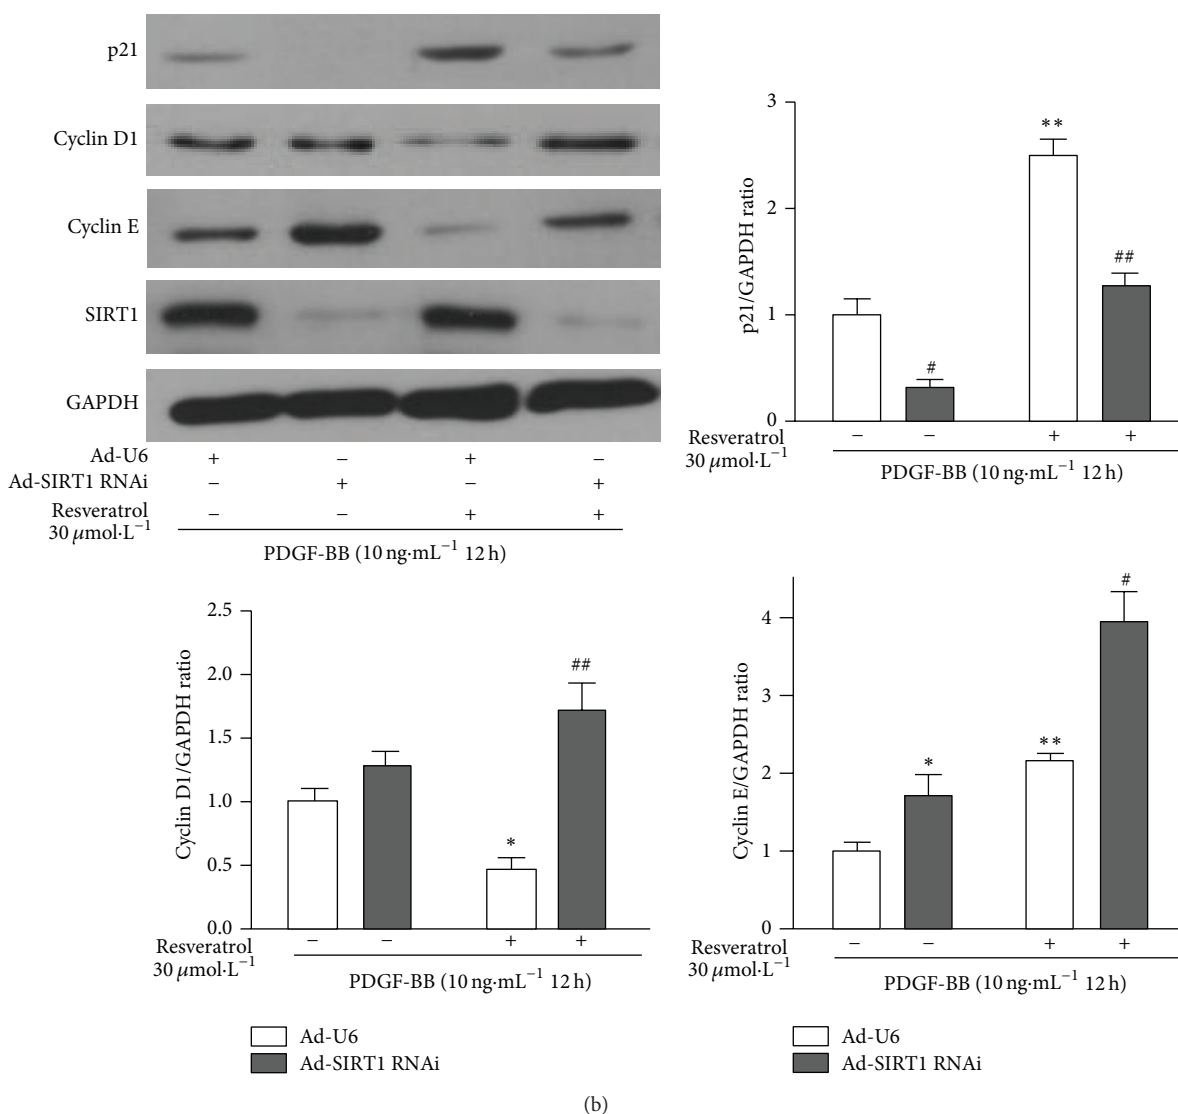 p21
Cyclin D1
Cyclin E
SIRT1
GAPDH
Ad-U6 + − + −
Ad-SIRT1 RNAi − + − +
Resveratrol
30 μmol·L⁻¹ − − + +
PDGF-BB (10 ng·mL⁻¹ 12 h)
p21/GAPDH ratio
3
2
1
0
**
##
#
− − + +
Resveratrol
30 μmol·L⁻¹
PDGF-BB (10 ng·mL⁻¹ 12 h)
Cyclin D1/GAPDH ratio
2.5
2.0
1.5
1.0
0.5
0.0
##
*
− − + +
Resveratrol
30 μmol·L⁻¹
PDGF-BB (10 ng·mL⁻¹ 12 h)
Ad-U6
Ad-SIRT1 RNAi
Cyclin E/GAPDH ratio
4
3
2
1
0
#
**
*
− − + +
Resveratrol
30 μmol·L⁻¹
PDGF-BB (10 ng·mL⁻¹ 12 h)
Ad-U6
Ad-SIRT1 RNAi
(b)